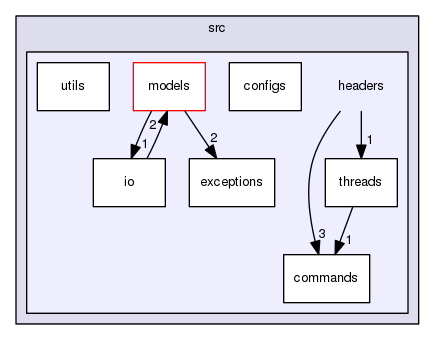 src
utils
models
configs
headers
2
1
2
1
io
exceptions
threads
3
1
commands